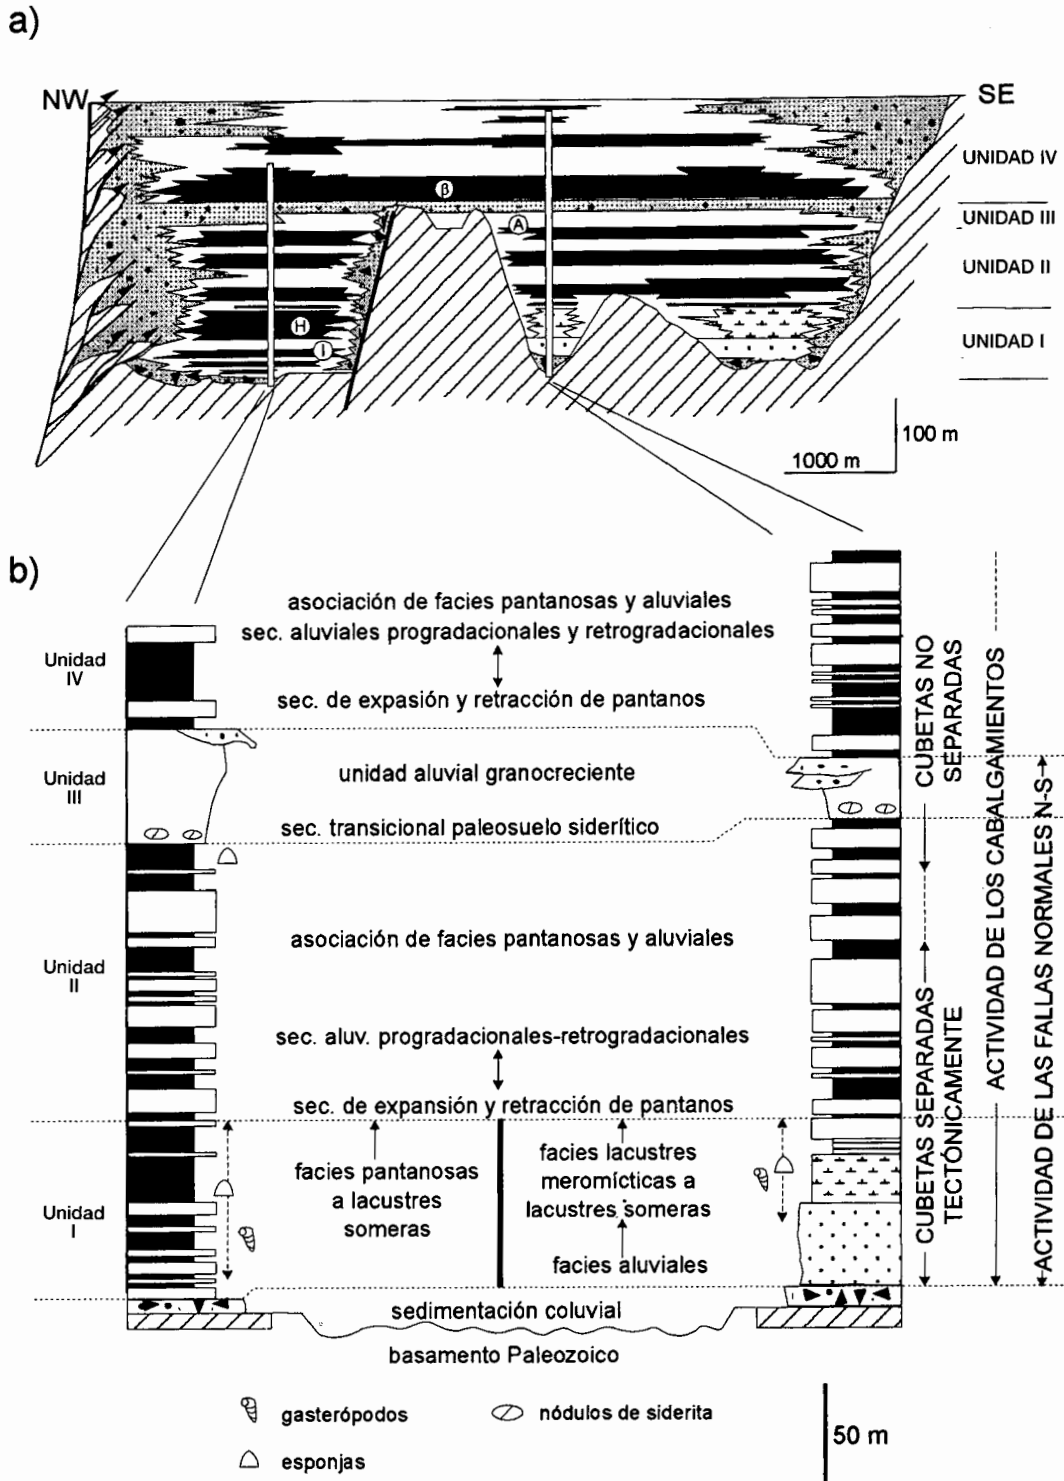 a)
NW
SE
UNIDAD IV
β
UNIDAD III
A
UNIDAD II
H
I
UNIDAD I
100 m
1000 m
b)
asociación de facies pantanosas y aluviales
sec. aluviales progradacionales y retrogradacionales
Unidad
IV
sec. de expasión y retracción de pantanos
Unidad
III
unidad aluvial granocreciente
sec. transicional paleosuelo siderítico
asociación de facies pantanosas y aluviales
Unidad
II
sec. aluv. progradacionales-retrogradacionales
sec. de expansión y retracción de pantanos
facies pantanosas
a lacustres
someras
facies lacustres
meromícticas a
lacustres someras
Unidad
I
facies aluviales
sedimentación coluvial
basamento Paleozoico
CUBETAS NO
SEPARADAS
CUBETAS SEPARADAS
TECTÓNICAMENTE
ACTIVIDAD DE LOS CABALGAMIENTOS
ACTIVIDAD DE LAS FALLAS NORMALES N-S
gasterópodos
nódulos de siderita
esponjas
50 m